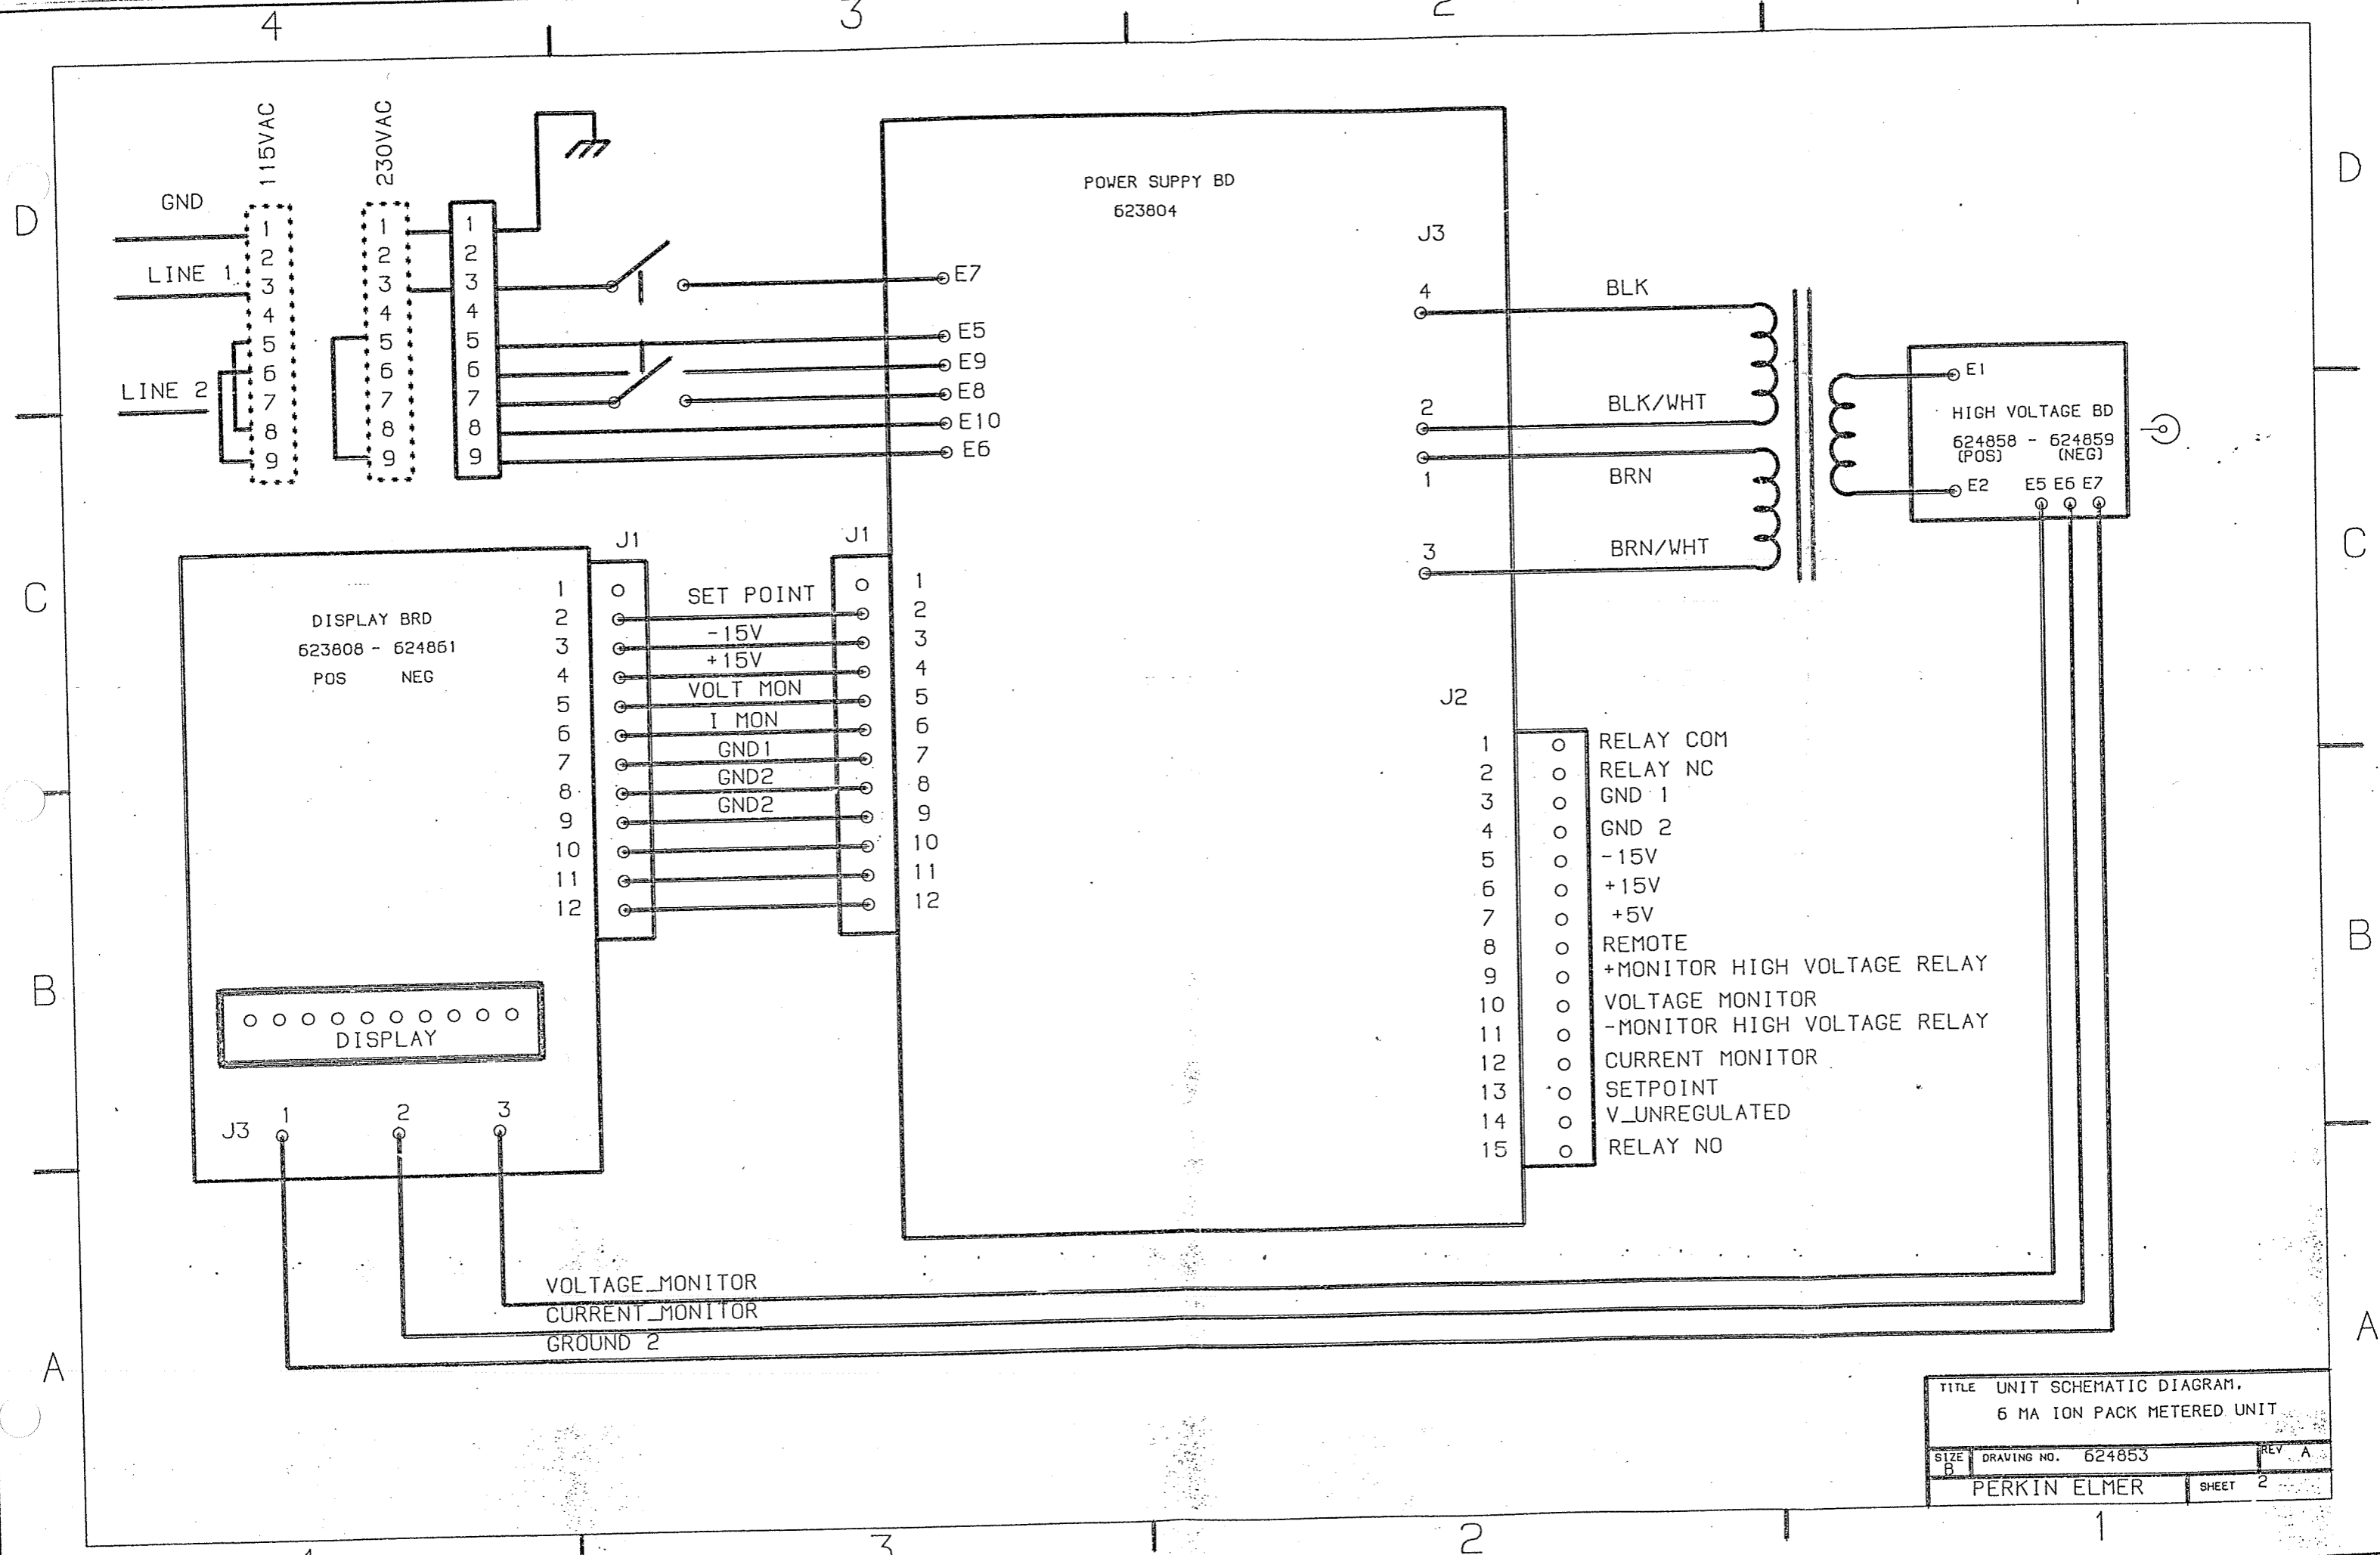 4
3
2
115VAC
230VAC
D
D
GND
LINE 1
LINE 2
1
2
3
4
5
6
7
8
9
1
2
3
4
5
6
7
8
9
1
2
3
4
5
6
7
8
9
POWER SUPPY BD
623804
E7
E5
E9
E8
E10
E6
J3
4
2
1
3
BLK
BLK/WHT
BRN
BRN/WHT
E1
HIGH VOLTAGE BD
624858 - 624859
(POS) (NEG)
E2 E5 E6 E7
C
C
DISPLAY BRD
623808 - 624861
POS NEG
J1
J1
1
2
3
4
5
6
7
8
9
10
11
12
SET POINT
-15V
+15V
VOLT MON
I MON
GND1
GND2
GND2
1
2
3
4
5
6
7
8
9
10
11
12
J2
1 RELAY COM
2 RELAY NC
3 GND 1
4 GND 2
5 -15V
6 +15V
7 +5V
8 REMOTE
9 +MONITOR HIGH VOLTAGE RELAY
10 VOLTAGE MONITOR
11 -MONITOR HIGH VOLTAGE RELAY
12 CURRENT MONITOR
13 SETPOINT
14 V_UNREGULATED
15 RELAY NO
B
B
DISPLAY
J3 1 2 3
VOLTAGE_MONITOR
CURRENT_MONITOR
GROUND 2
A
A
TITLE UNIT SCHEMATIC DIAGRAM.
6 MA ION PACK METERED UNIT
SIZE B DRAWING NO. 624853 REV A
PERKIN ELMER SHEET 2
3
2
1